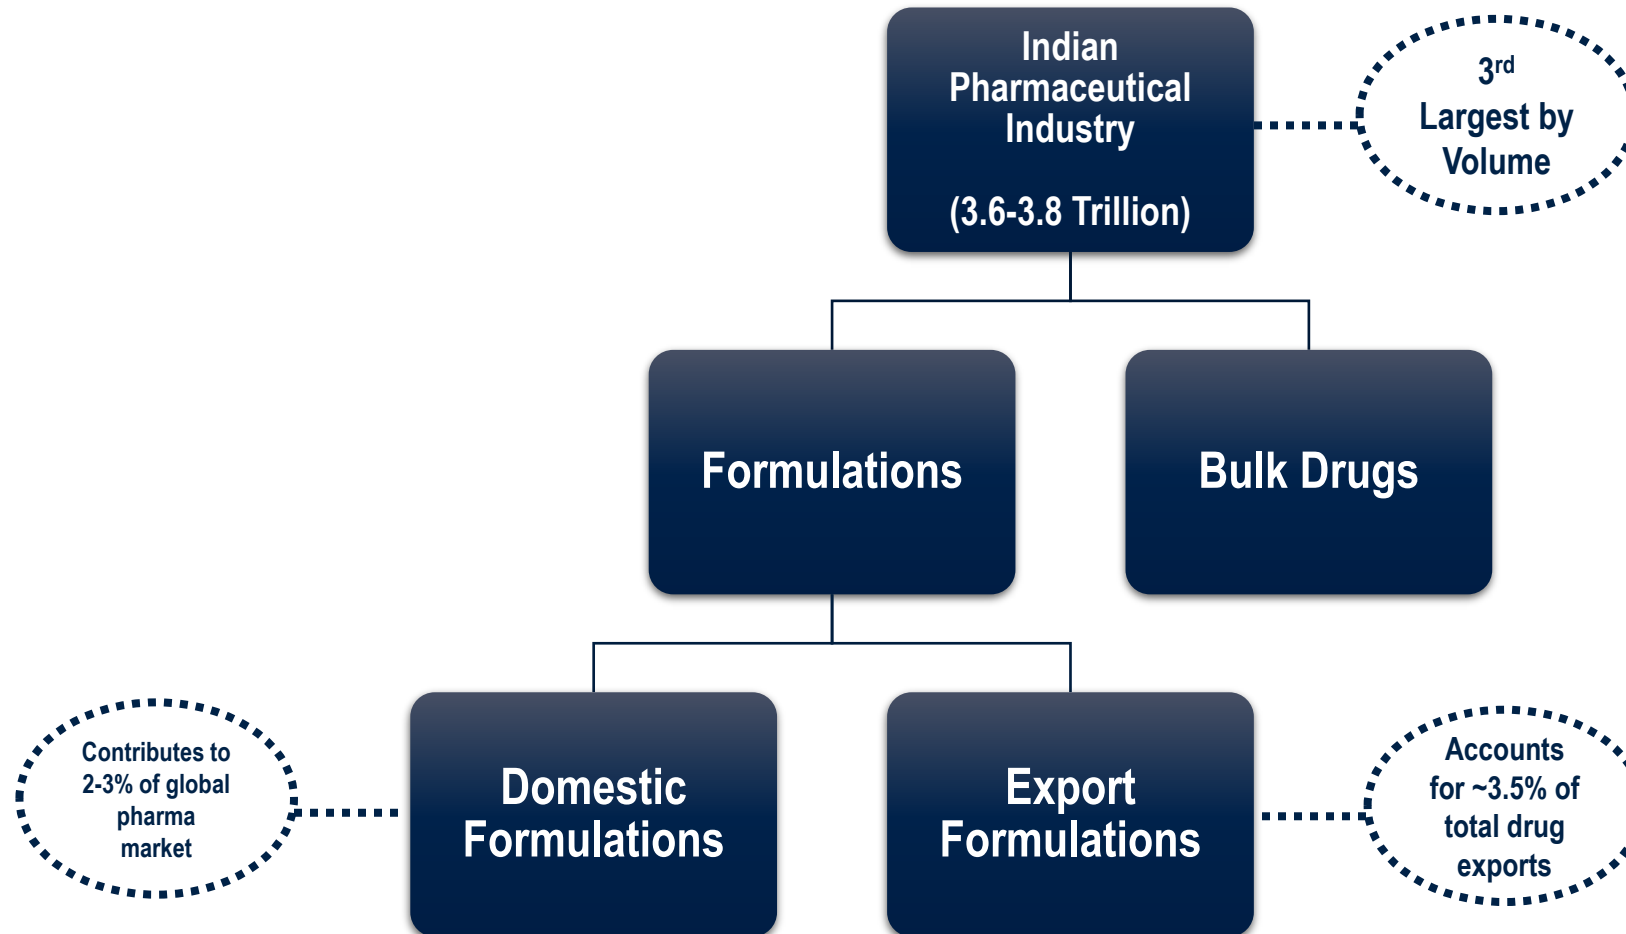 Indian
Pharmaceutical
Industry
(3.6-3.8 Trillion)
3rd
Largest by
Volume
Formulations
Bulk Drugs
Contributes to
2-3% of global
pharma
market
Domestic
Formulations
Export
Formulations
Accounts
for ~3.5% of
total drug
exports